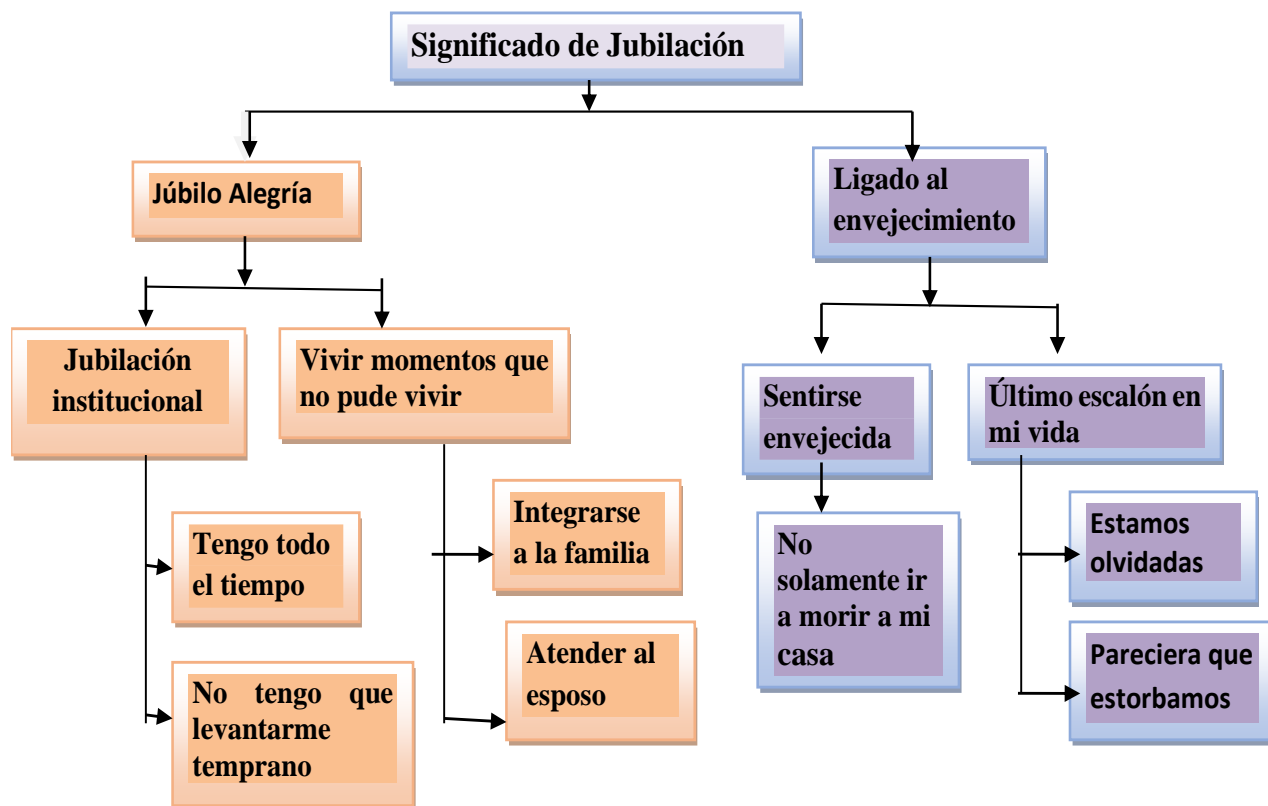 Significado de Jubilación
Júbilo Alegría
Ligado al
envejecimiento
Jubilación
institucional
Vivir momentos que
no pude vivir
Sentirse
envejecida
Último escalón en
mi vida
Tengo todo
el tiempo
Integrarse
a la familia
No
solamente ir
a morir a mi
casa
Estamos
olvidadas
No tengo que
levantarme
temprano
Atender al
esposo
Pareciera que
estorbamos